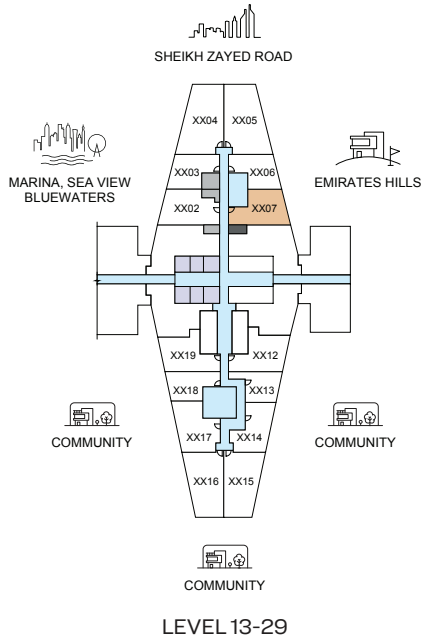 SHEIKH ZAYED ROAD
XX04 XX05
MARINA, SEA VIEW
BLUEWATERS
XX03 XX06
EMIRATES HILLS
XX02 XX07
XX19 XX12
XX18 XX13
COMMUNITY
XX17 XX14
COMMUNITY
XX16 XX15
COMMUNITY
LEVEL 13-29